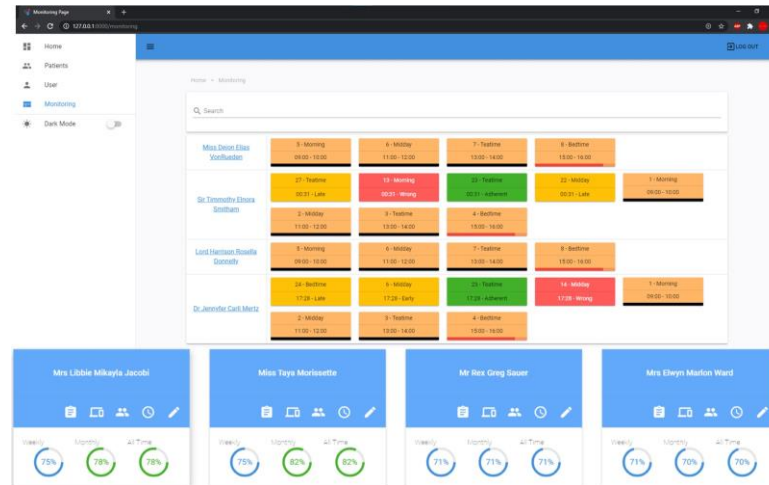 Monitoring Page
127.0.0.1:8000/monitoring
Home
Patients
User
Monitoring
Dark Mode
LOG OUT
Home > Monitoring
Search
Miss Devon Elias VonRueden
5 - Morning
09:00 - 10:00
6 - Midday
11:00 - 12:00
7 - Teatime
13:00 - 14:00
8 - Bedtime
15:00 - 16:00
Sir Timmothy Elnora Smitham
27 - Teatime
00:31 - Late
13 - Morning
00:31 - Wrong
23 - Teatime
00:31 - Adherent
22 - Midday
00:31 - Late
1 - Morning
09:00 - 10:00
2 - Midday
11:00 - 12:00
3 - Teatime
13:00 - 14:00
4 - Bedtime
15:00 - 16:00
Lord Harrison Rosella Donnelly
5 - Morning
09:00 - 10:00
6 - Midday
11:00 - 12:00
7 - Teatime
13:00 - 14:00
8 - Bedtime
15:00 - 16:00
Dr Jennifer Carli Mertz
24 - Bedtime
17:28 - Late
9 - Midday
17:28 - Early
25 - Teatime
17:28 - Adherent
14 - Midday
17:28 - Wrong
1 - Morning
09:00 - 10:00
2 - Midday
11:00 - 12:00
3 - Teatime
13:00 - 14:00
4 - Bedtime
15:00 - 16:00
Mrs Libbie Mikayla Jacobi
Weekly Monthly All Time
75% 78% 78%
Miss Taya Morissette
Weekly Monthly All Time
75% 82% 82%
Mr Rex Greg Sauer
Weekly Monthly All Time
71% 71% 71%
Mrs Elwyn Marlon Ward
Weekly Monthly All Time
71% 70% 70%